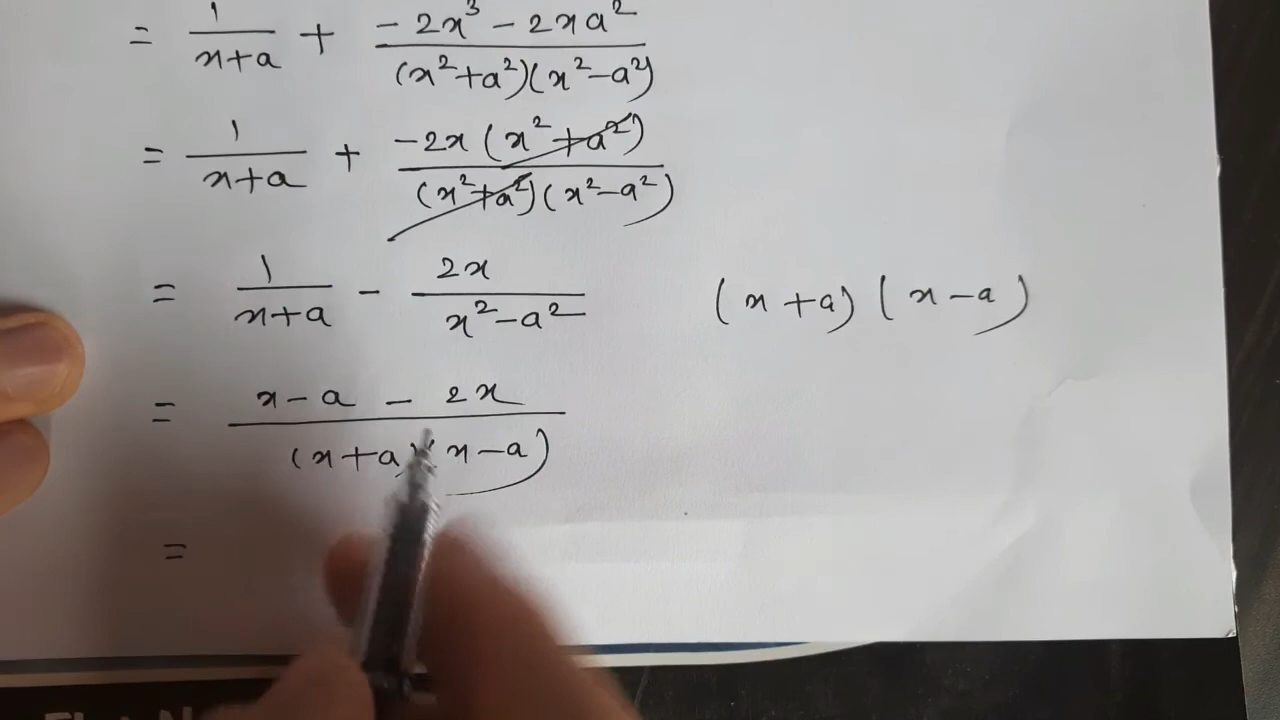 = 1/(x+a) + (-2x³ - 2xa²)/((x²+a²)(x²-a²))
= 1/(x+a) + (-2x(x²+a²))/((x²+a²)(x²-a²))
= 1/(x+a) - 2x/(x²-a²) (x+a)(x-a)
= (x-a - 2x)/((x+a)(x-a))
=